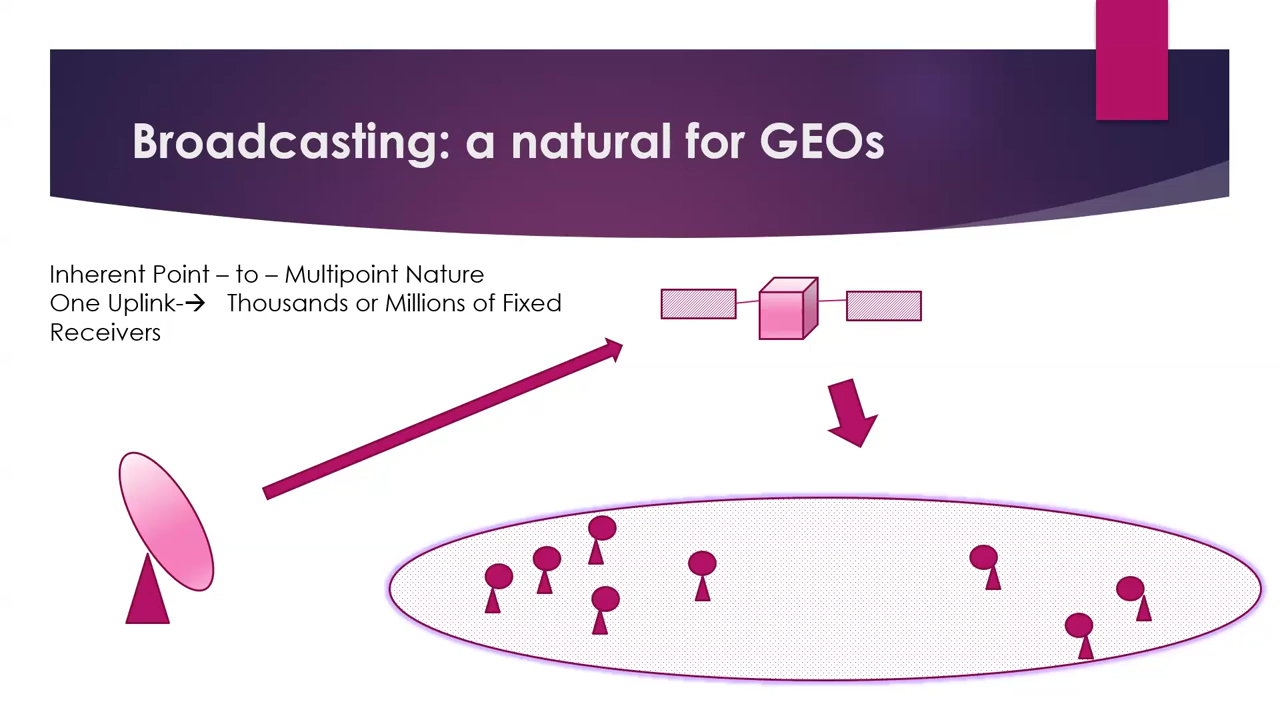 Broadcasting: a natural for GEOs
Inherent Point – to – Multipoint Nature
One Uplink-→ Thousands or Millions of Fixed
Receivers